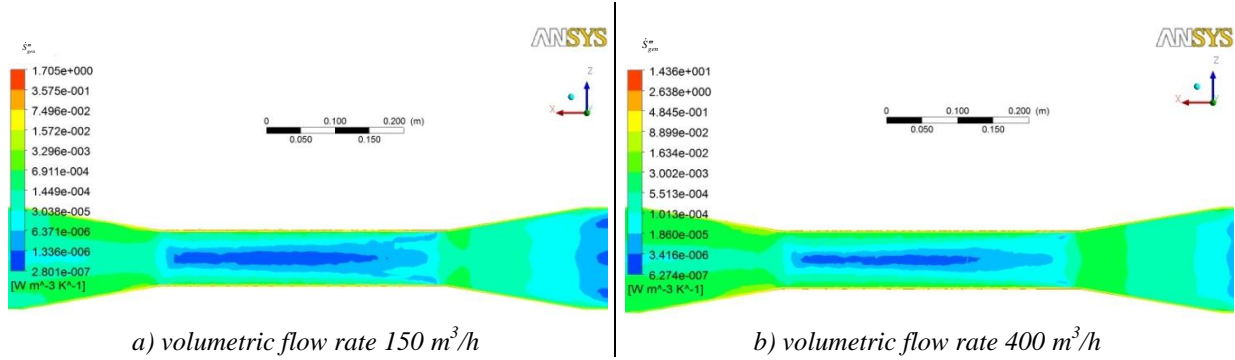 ANSYS
Ṡ‴gen
1.705e+000
3.575e-001
7.496e-002
1.572e-002
3.296e-003
6.911e-004
1.449e-004
3.038e-005
6.371e-006
1.336e-006
2.801e-007
[W m^-3 K^-1]
0 0.100 0.200 (m)
0.050 0.150
Z
X
a) volumetric flow rate 150 m³/h
ANSYS
Ṡ‴gen
1.436e+001
2.638e+000
4.845e-001
8.899e-002
1.634e-002
3.002e-003
5.513e-004
1.013e-004
1.860e-005
3.416e-006
6.274e-007
[W m^-3 K^-1]
0 0.100 0.200 (m)
0.050 0.150
Z
X
b) volumetric flow rate 400 m³/h